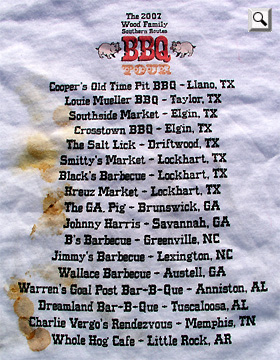 The 2007
Wood Family
Southern Routes
BBQ
TOUR
Cooper's Old Time Pit BBQ - Llano, TX
Louie Mueller BBQ - Taylor, TX
Southside Market - Elgin, TX
Crosstown BBQ - Elgin, TX
The Salt Lick - Driftwood, TX
Smitty's Market - Lockhart, TX
Black's Barbecue - Lockhart, TX
Kreuz Market - Lockhart, TX
The GA. Pig - Brunswick, GA
Johnny Harris - Savannah, GA
B's Barbecue - Greenville, NC
Jimmy's Barbecue - Lexington, NC
Wallace Barbecue - Austell, GA
Warren's Goal Post Bar-B-Que - Anniston, AL
Dreamland Bar-B-Que - Tuscaloosa, AL
Charlie Vergo's Rendezvous - Memphis, TN
Whole Hog Cafe - Little Rock, AR